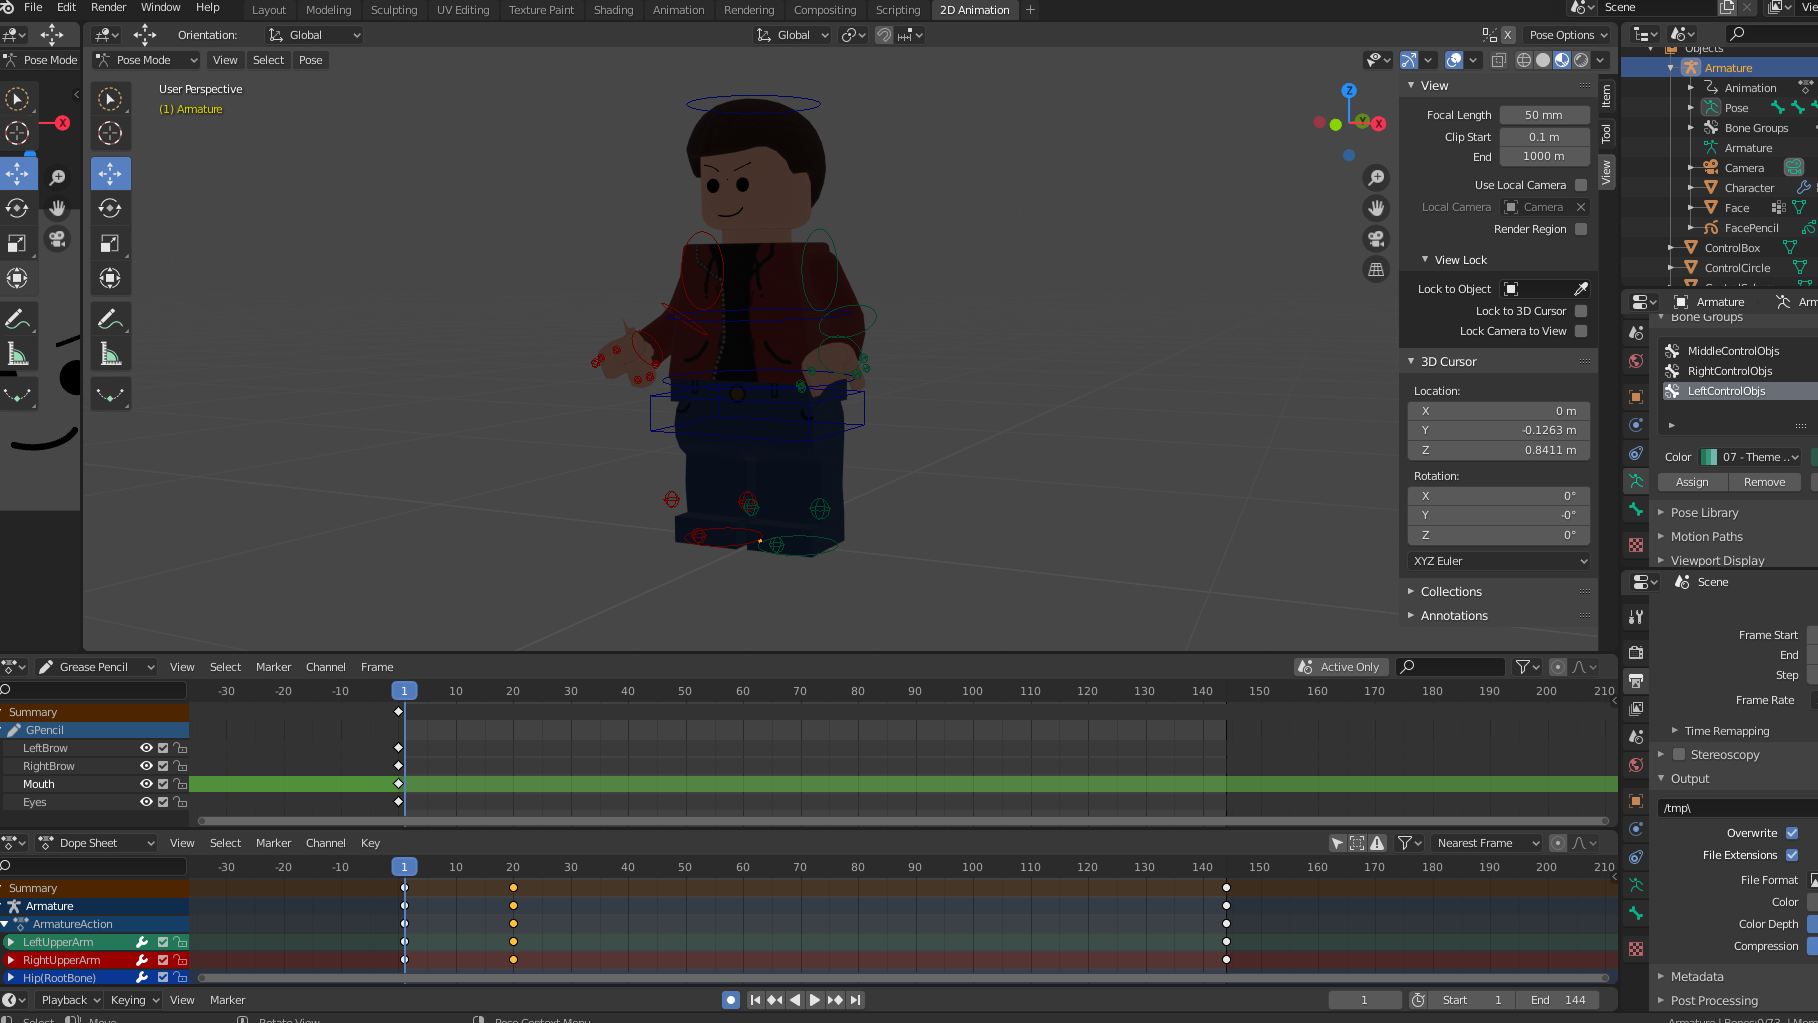 File Edit Render Window Help Layout Modeling Sculpting UV Editing Texture Paint Shading Animation Rendering Compositing Scripting 2D Animation + Scene
Orientation: Global Global X Pose Options
Pose Mode Pose Mode View Select Pose
User Perspective
(1) Armature
X
Z
Y X
View
Focal Length 50 mm
Clip Start 0.1 m
End 1000 m
Use Local Camera
Local Camera Camera
Render Region
View Lock
Lock to Object
Lock to 3D Cursor
Lock Camera to View
3D Cursor
Location:
X 0 m
Y -0.1263 m
Z 0.8411 m
Rotation:
X 0°
Y -0°
Z 0°
XYZ Euler
Collections
Annotations
Item
Tool
View
Objects
Armature
Animation
Pose
Bone Groups
Armature
Camera
Character
Face
FacePencil
ControlBox
ControlCircle
Armature Arm
Bone Groups
MiddleControlObjs
RightControlObjs
LeftControlObjs
Color 07 - Theme ..
Assign Remove
Pose Library
Motion Paths
Viewport Display
Scene
Frame Start
End
Step
Frame Rate
Time Remapping
Stereoscopy
Output
/tmp\
Overwrite
File Extensions
File Format
Color
Color Depth
Compression
Metadata
Post Processing
Grease Pencil View Select Marker Channel Frame Active Only
-30 -20 -10 1 10 20 30 40 50 60 70 80 90 100 110 120 130 140 150 160 170 180 190 200 210
Summary
GPencil
LeftBrow
RightBrow
Mouth
Eyes
Dope Sheet View Select Marker Channel Key Nearest Frame
-30 -20 -10 1 10 20 30 40 50 60 70 80 90 100 110 120 130 140 150 160 170 180 190 200 210
Summary
Armature
ArmatureAction
LeftUpperArm
RightUpperArm
Hip(RootBone)
Playback Keying View Marker 1 Start 1 End 144
Select Move Rotate View Pose Context Menu